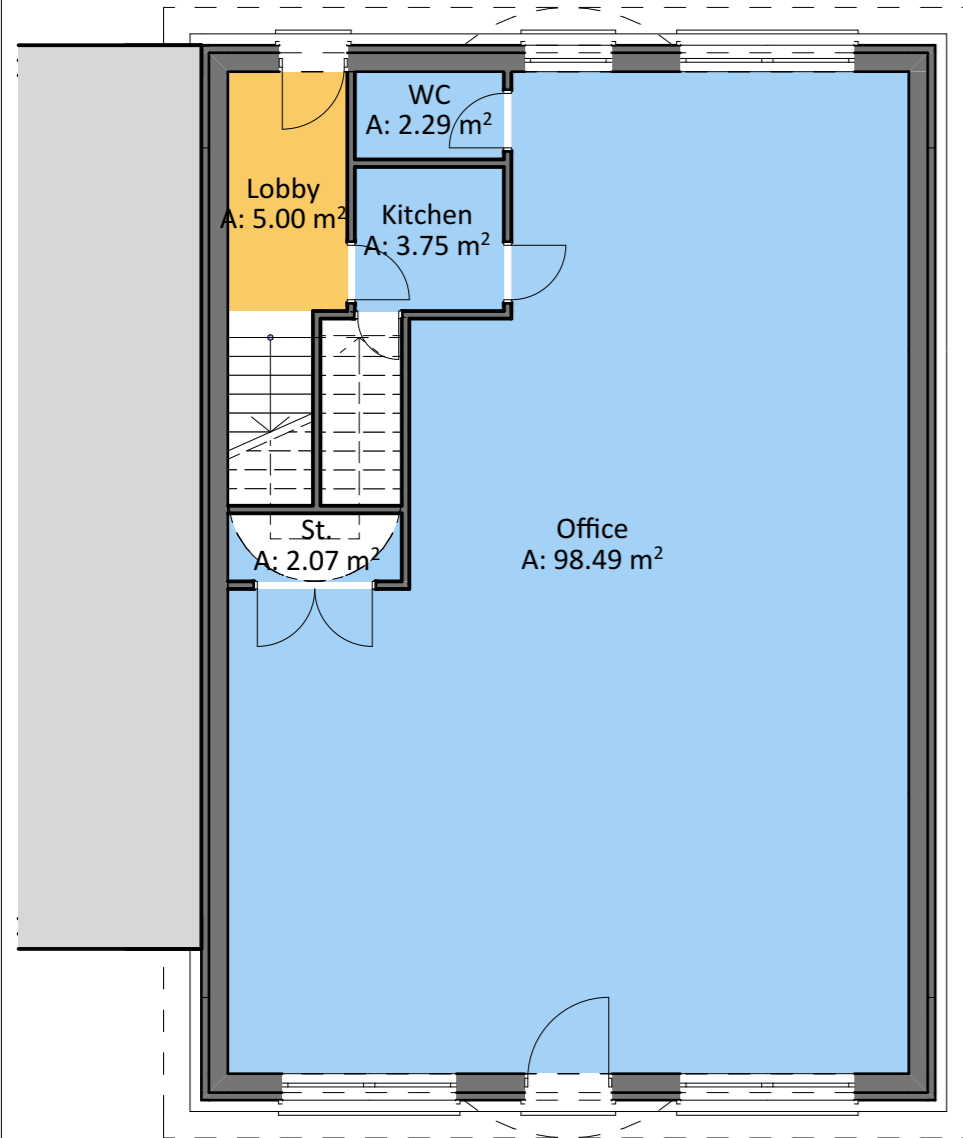 WC
A: 2.29 m²
Lobby
A: 5.00 m²
Kitchen
A: 3.75 m²
St.
A: 2.07 m²
Office
A: 98.49 m²